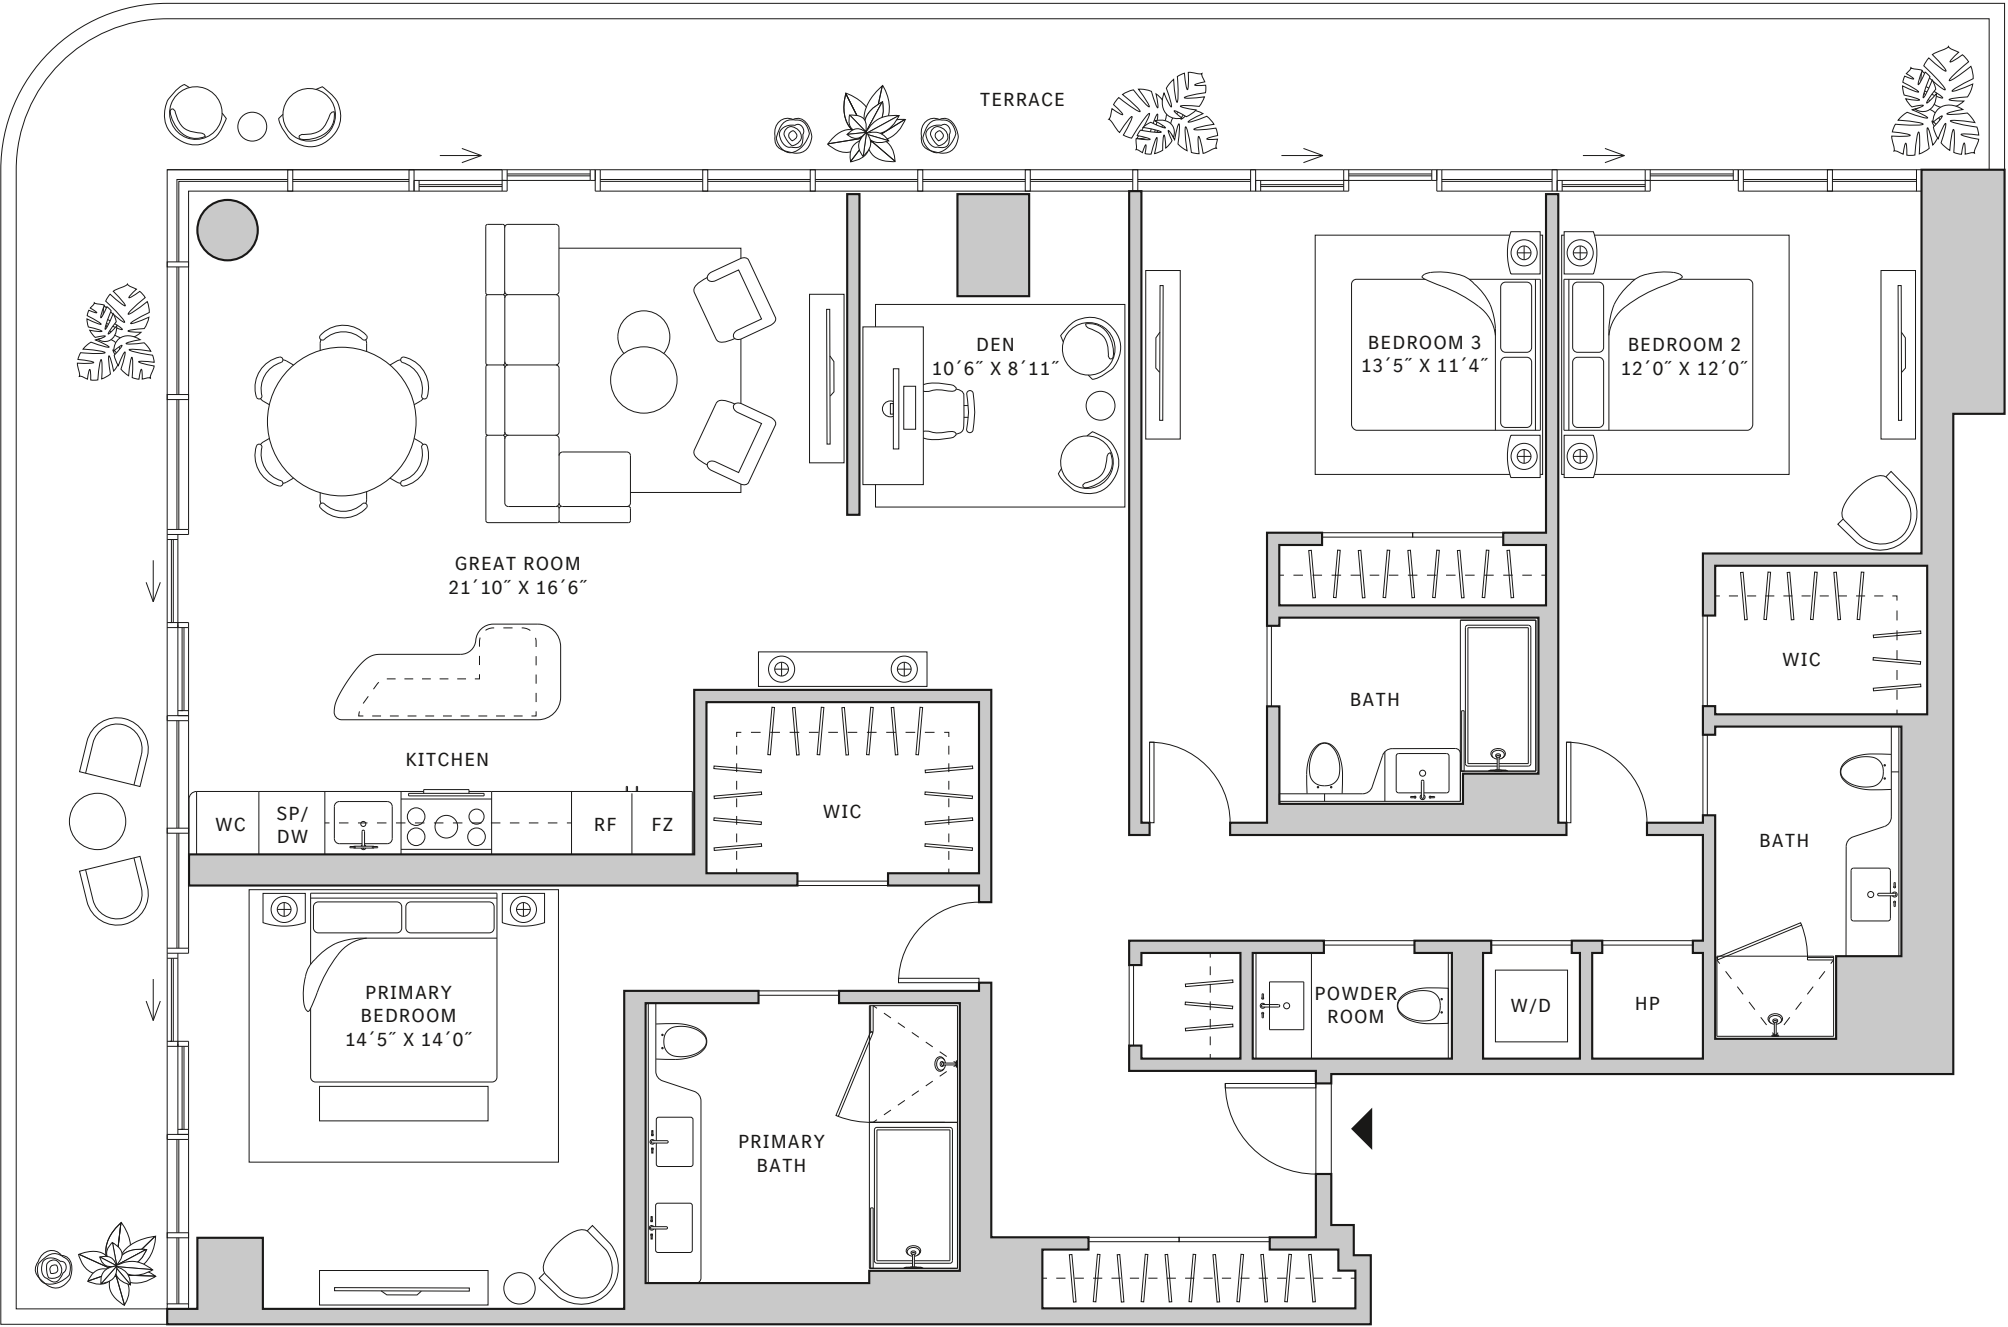 TERRACE
DEN
10´6˝ X 8´11˝
BEDROOM 3
13´5˝ X 11´4˝
BEDROOM 2
12´0˝ X 12´0˝
GREAT ROOM
21´10˝ X 16´6˝
WIC
BATH
KITCHEN
WC
SP/
DW
RF
FZ
WIC
BATH
PRIMARY
BEDROOM
14´5˝ X 14´0˝
POWDER
ROOM
W/D
HP
PRIMARY
BATH